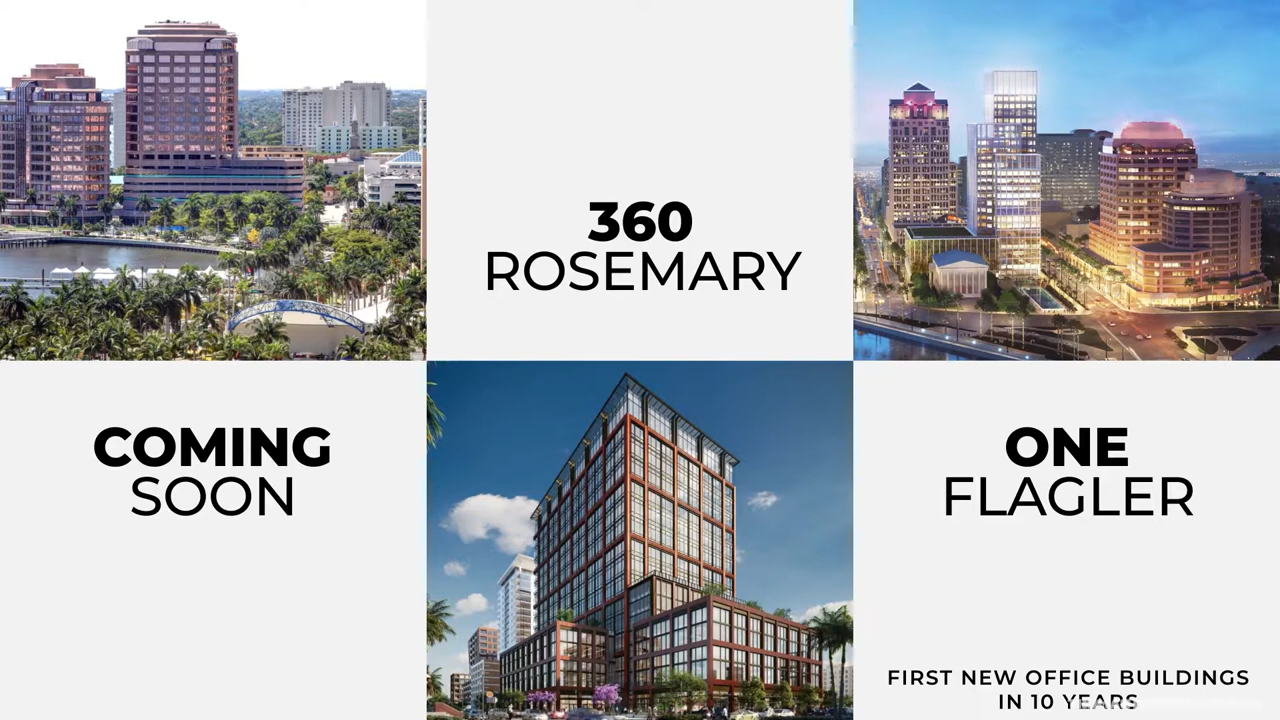 360
ROSEMARY
COMING
SOON
ONE
FLAGLER
FIRST NEW OFFICE BUILDINGS
IN 10 YEARS